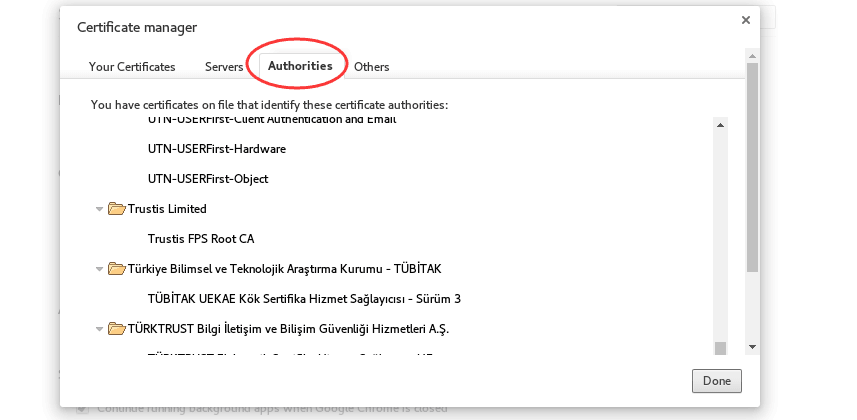 Certificate manager
Your Certificates Servers Authorities Others
You have certificates on file that identify these certificate authorities:
UTN-USERFirst-Client Authentication and Email
UTN-USERFirst-Hardware
UTN-USERFirst-Object
Trustis Limited
Trustis FPS Root CA
Türkiye Bilimsel ve Teknolojik Araştırma Kurumu - TÜBİTAK
TÜBİTAK UEKAE Kök Sertifika Hizmet Sağlayıcısı - Sürüm 3
TÜRKTRUST Bilgi İletişim ve Bilişim Güvenliği Hizmetleri A.Ş.
Done
Continue running background apps when Google Chrome is closed